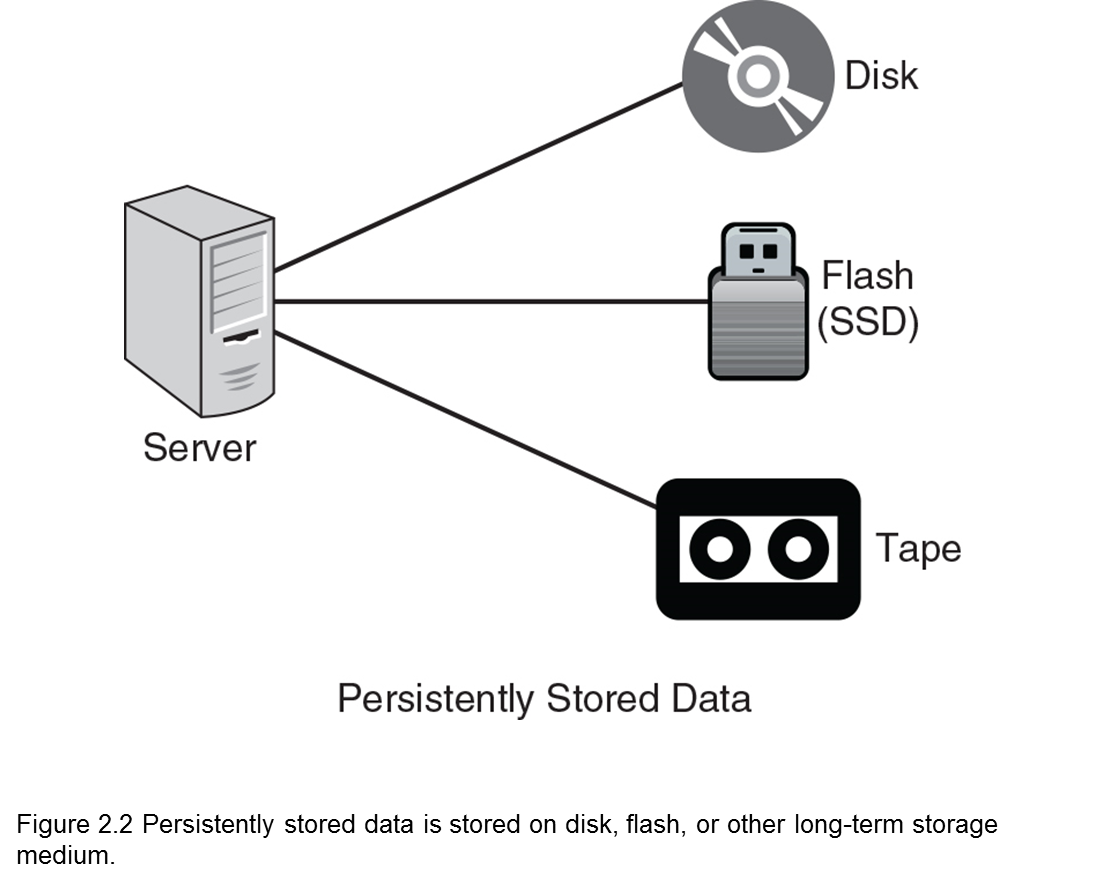 Disk
Flash
(SSD)
Server
Tape
Persistently Stored Data
Figure 2.2 Persistently stored data is stored on disk, flash, or other long-term storage
medium.